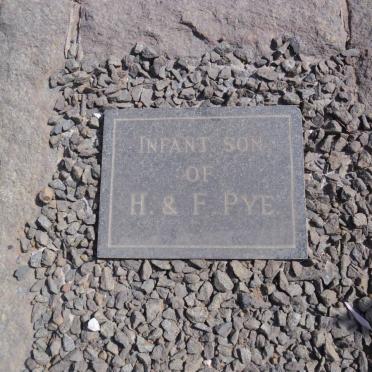 INFANT SON
OF
H. & F. PYE.